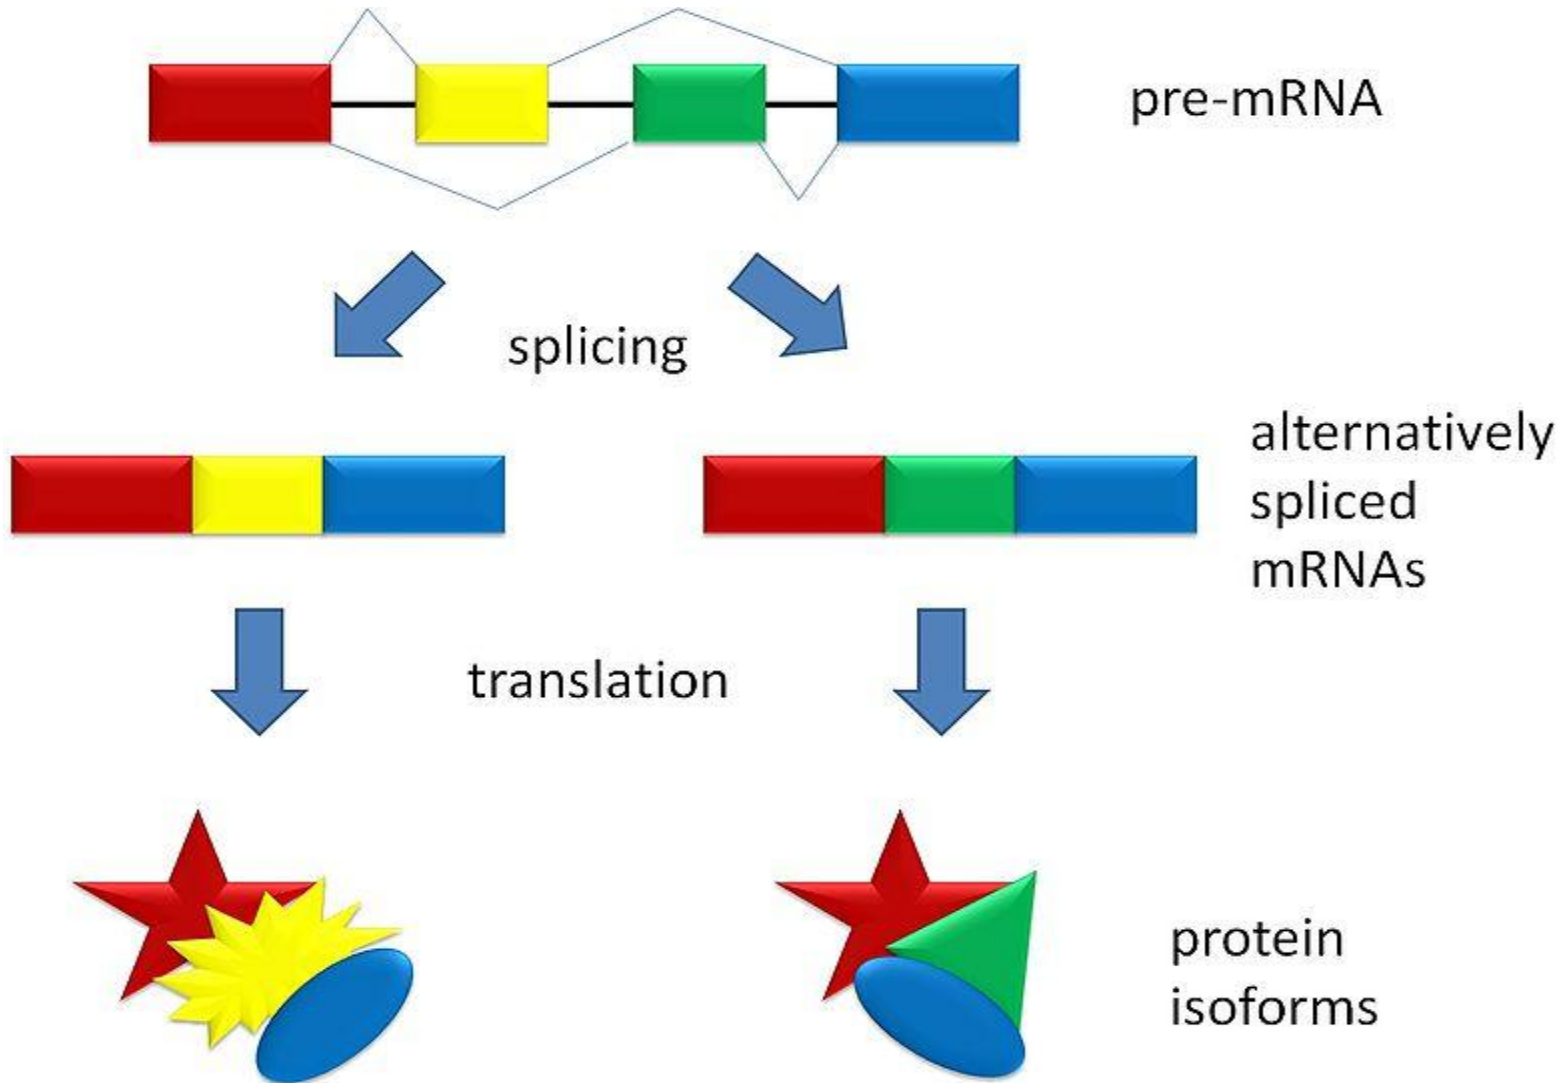 pre-mRNA
splicing
alternatively
spliced
mRNAs
translation
protein
isoforms